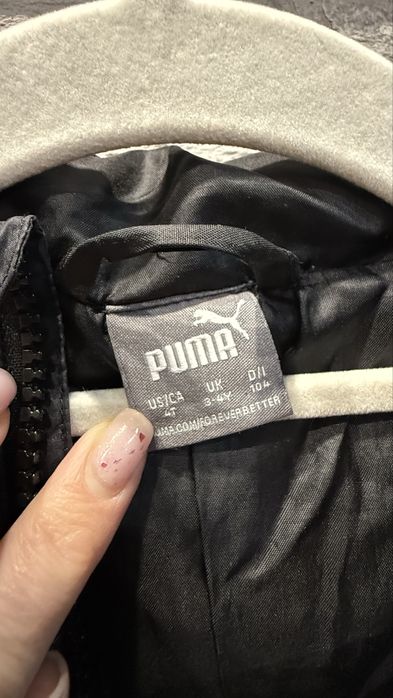 PUMA
US/CA UK D/I
4T 3-4Y 104
UMA.COM/FOREVERBETTER